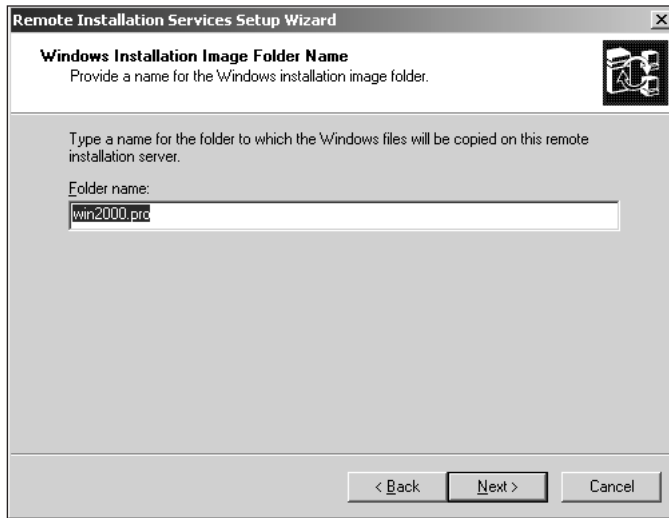 Remote Installation Services Setup Wizard
Windows Installation Image Folder Name
Provide a name for the Windows installation image folder.
Type a name for the folder to which the Windows files will be copied on this remote
installation server.
Folder name:
win2000.pro
< Back
Next >
Cancel